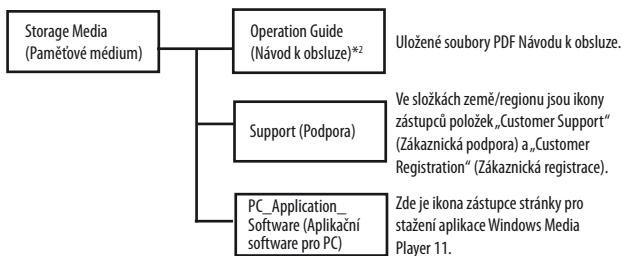 Storage Media
(Paměťové médium)
Operation Guide
(Návod k obsluze)*2
Uložené soubory PDF Návodu k obsluze.
Support (Podpora)
Ve složkách země/regionu jsou ikony
zástupců položek „Customer Support“
(Zákaznická podpora) a „Customer
Registration“ (Zákaznická registrace).
PC_Application_
Software (Aplikační
software pro PC)
Zde je ikona zástupce stránky pro
stažení aplikace Windows Media
Player 11.